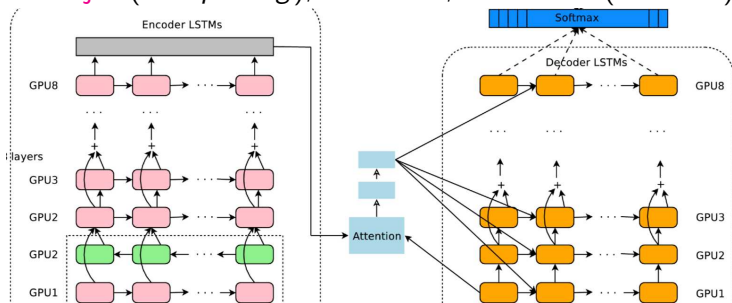 Encoder LSTMs
Softmax
Decoder LSTMs
GPU8
GPU8
...
...
+
+
+
+
+
+
layers
GPU3
GPU2
GPU3
Attention
GPU2
GPU2
GPU1
GPU1